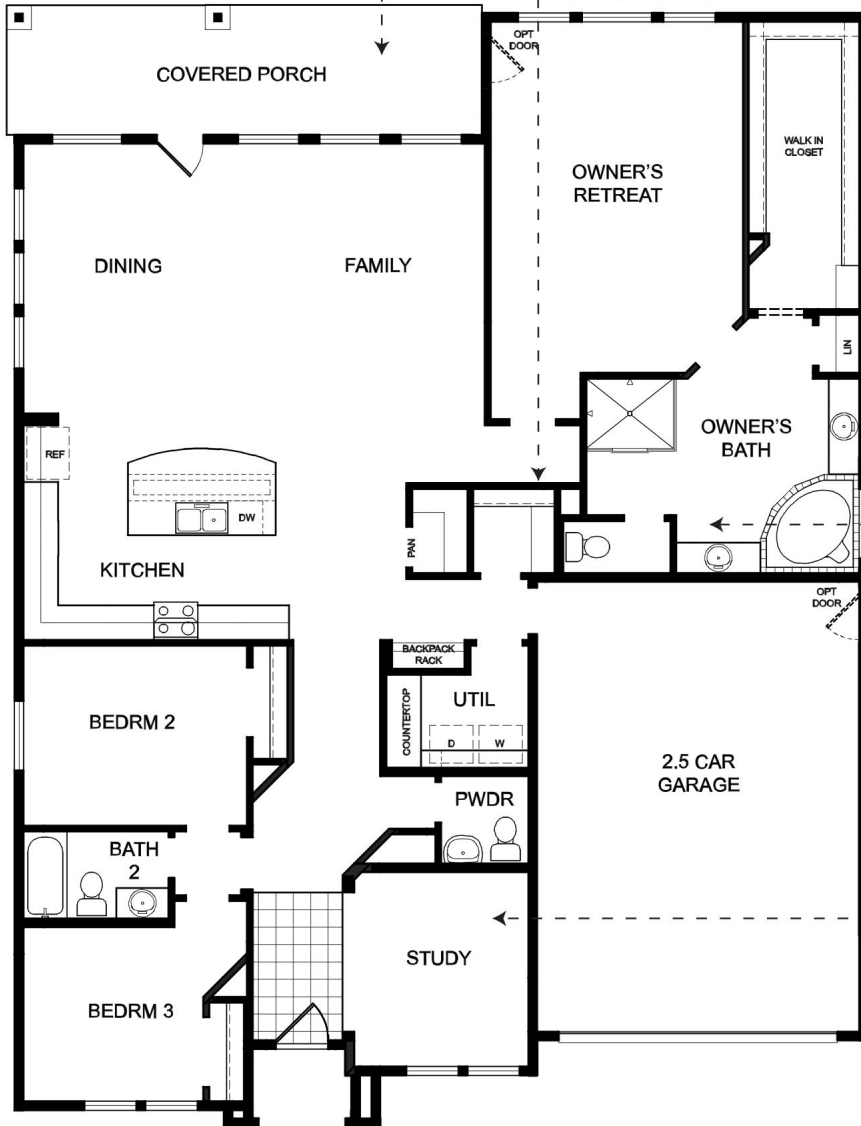 OPT
DOOR
COVERED PORCH
WALK IN
CLOSET
OWNER'S
RETREAT
DINING
FAMILY
LIN
OWNER'S
BATH
REF
DW
PAN
KITCHEN
OPT
DOOR
BACKPACK
RACK
COUNTERTOP
UTIL
BEDRM 2
D
W
2.5 CAR
GARAGE
PWDR
BATH
2
STUDY
BEDRM 3